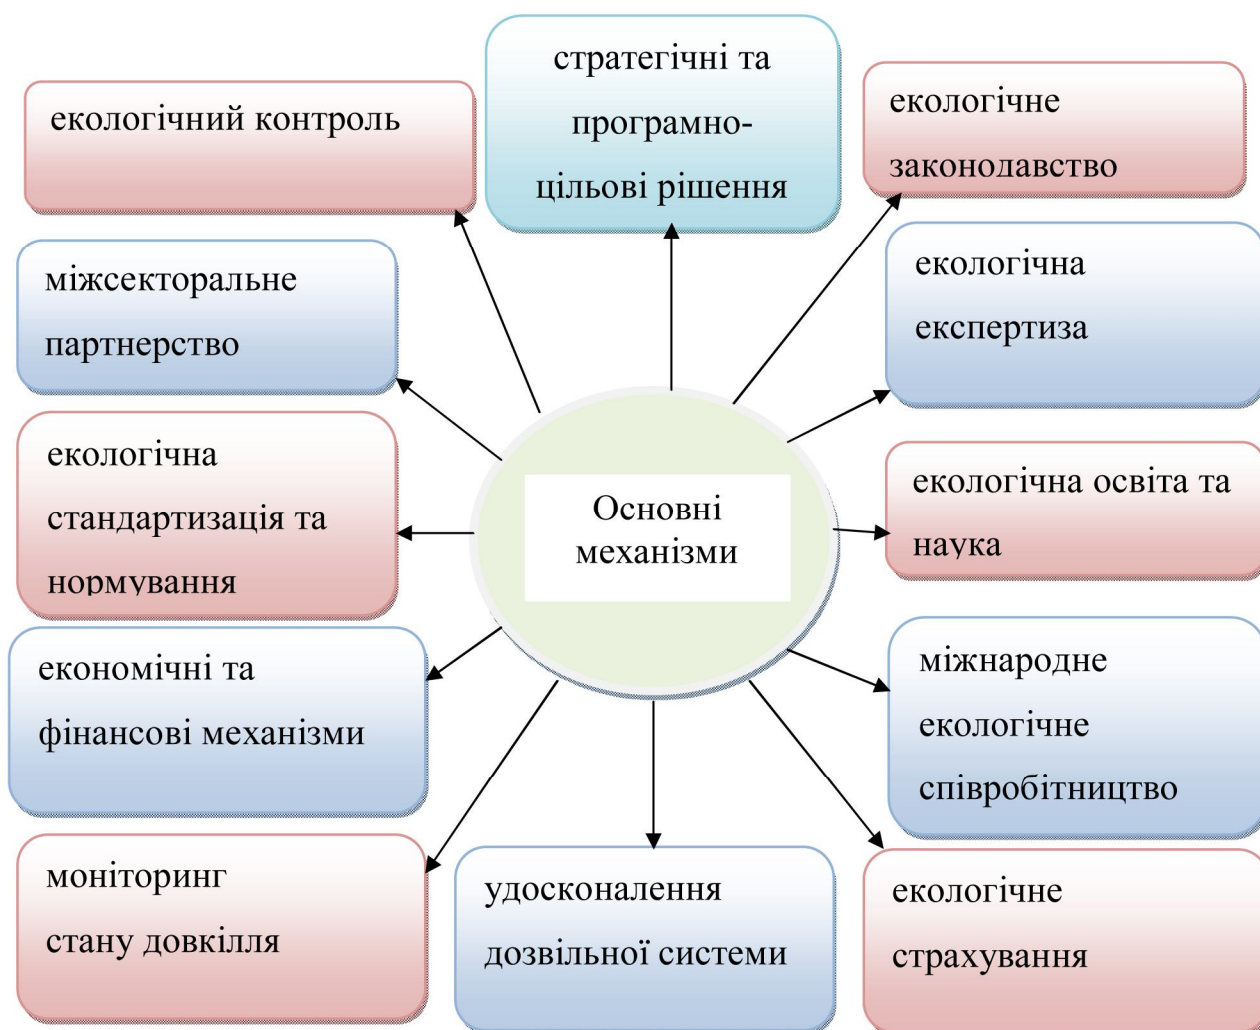 стратегічні та
програмно-
цільові рішення
екологічний контроль
екологічне
законодавство
міжсекторальне
партнерство
екологічна
експертиза
екологічна
стандартизація та
нормування
Основні
механізми
екологічна освіта та
наука
економічні та
фінансові механізми
міжнародне
екологічне
співробітництво
моніторинг
стану довкілля
удосконалення
дозвільної системи
екологічне
страхування